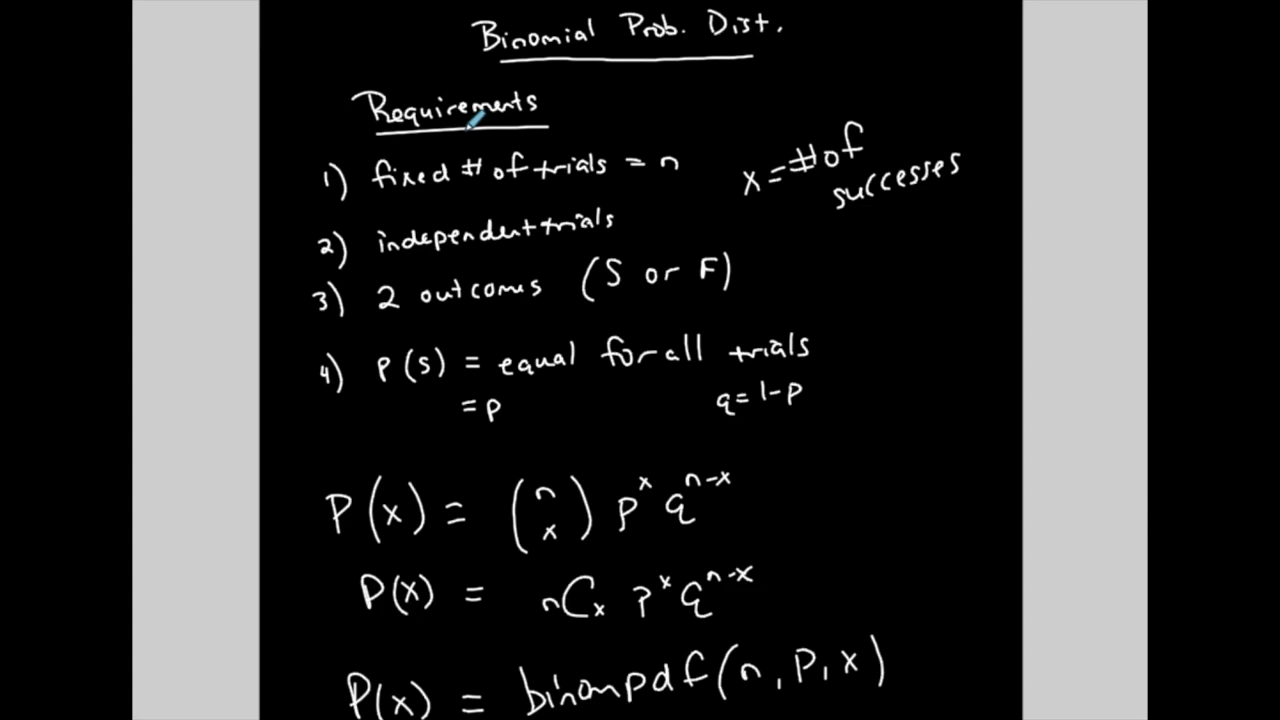 Binomial Prob. Dist.
Requirements
1) fixed # of trials = n
x = # of
successes
2) independent trials
3) 2 outcomes (S or F)
4) P(S) = equal for all trials
= p
q = 1-p
P(x) = (n x) p^x q^n-x
P(x) = nCx p^x q^n-x
P(x) = binompdf(n, p, x)